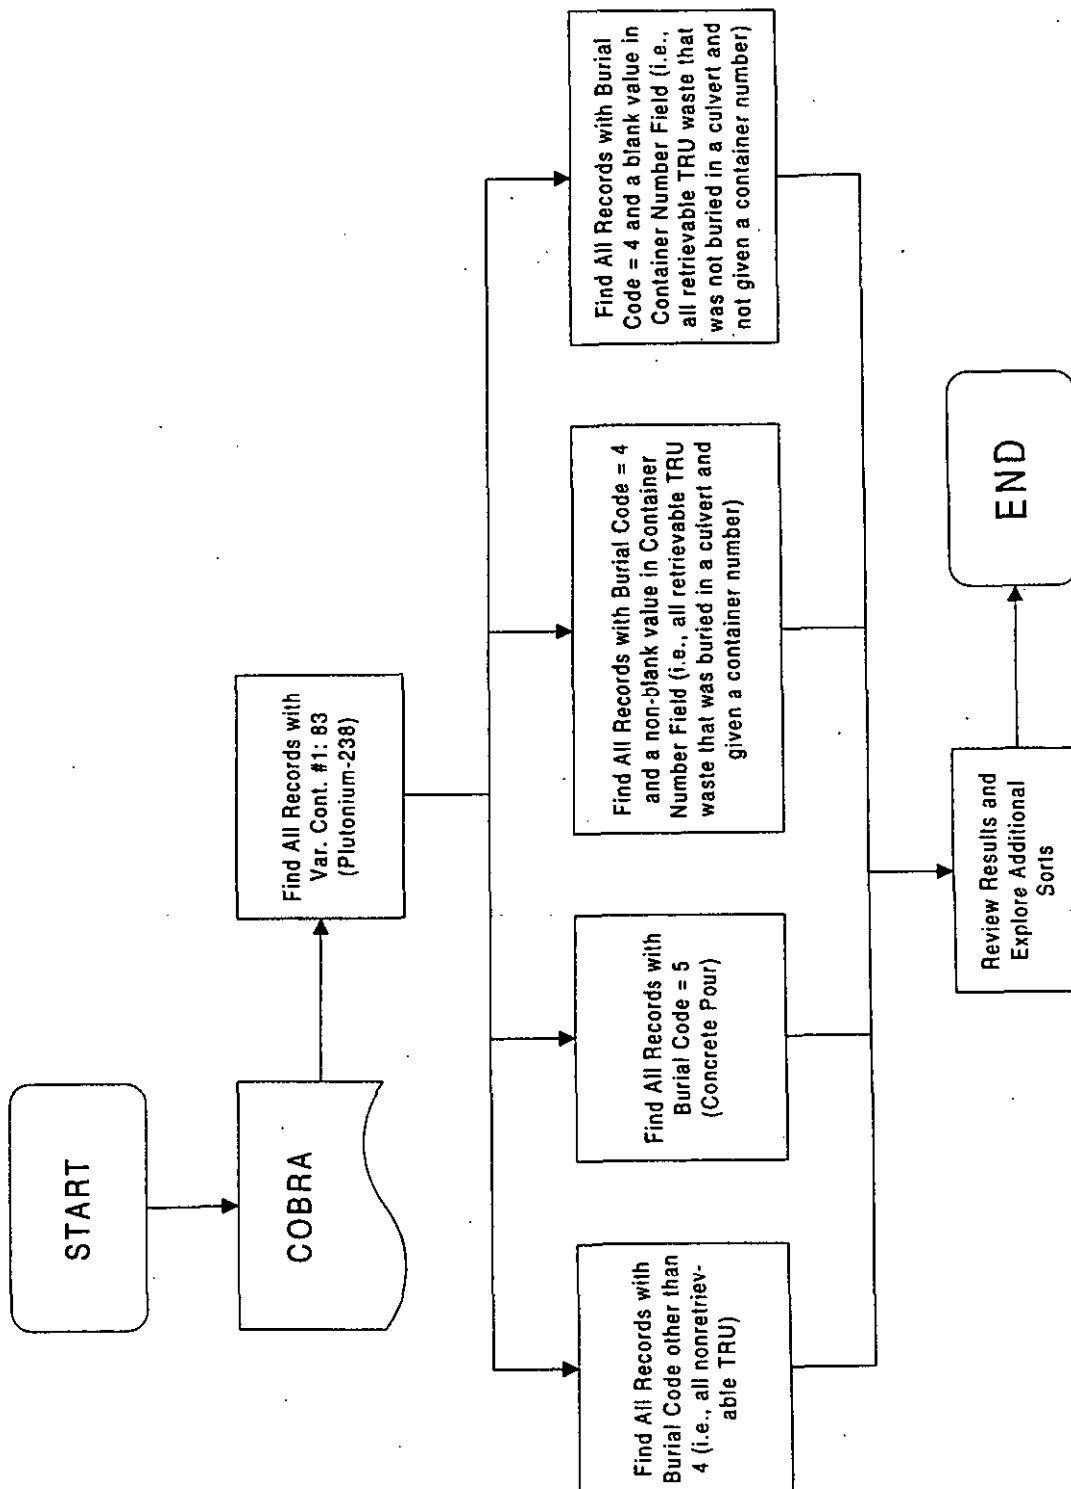 START
COBRA
Find All Records with
Var. Cont. #1: 83
(Plutonium-238)
Find All Records with
Burial Code other than
4 (i.e., all nonretriev-
able TRU)
Find All Records with
Burial Code = 5
(Concrete Pour)
Find All Records with Burial Code = 4
and a non-blank value in Container
Number Field (i.e., all retrievable TRU
waste that was buried in a culvert and
given a container number)
Find All Records with Burial
Code = 4 and a blank value in
Container Number Field (i.e.,
all retrievable TRU waste that
was not buried in a culvert and
not given a container number)
Review Results and
Explore Additional
Sorts
END